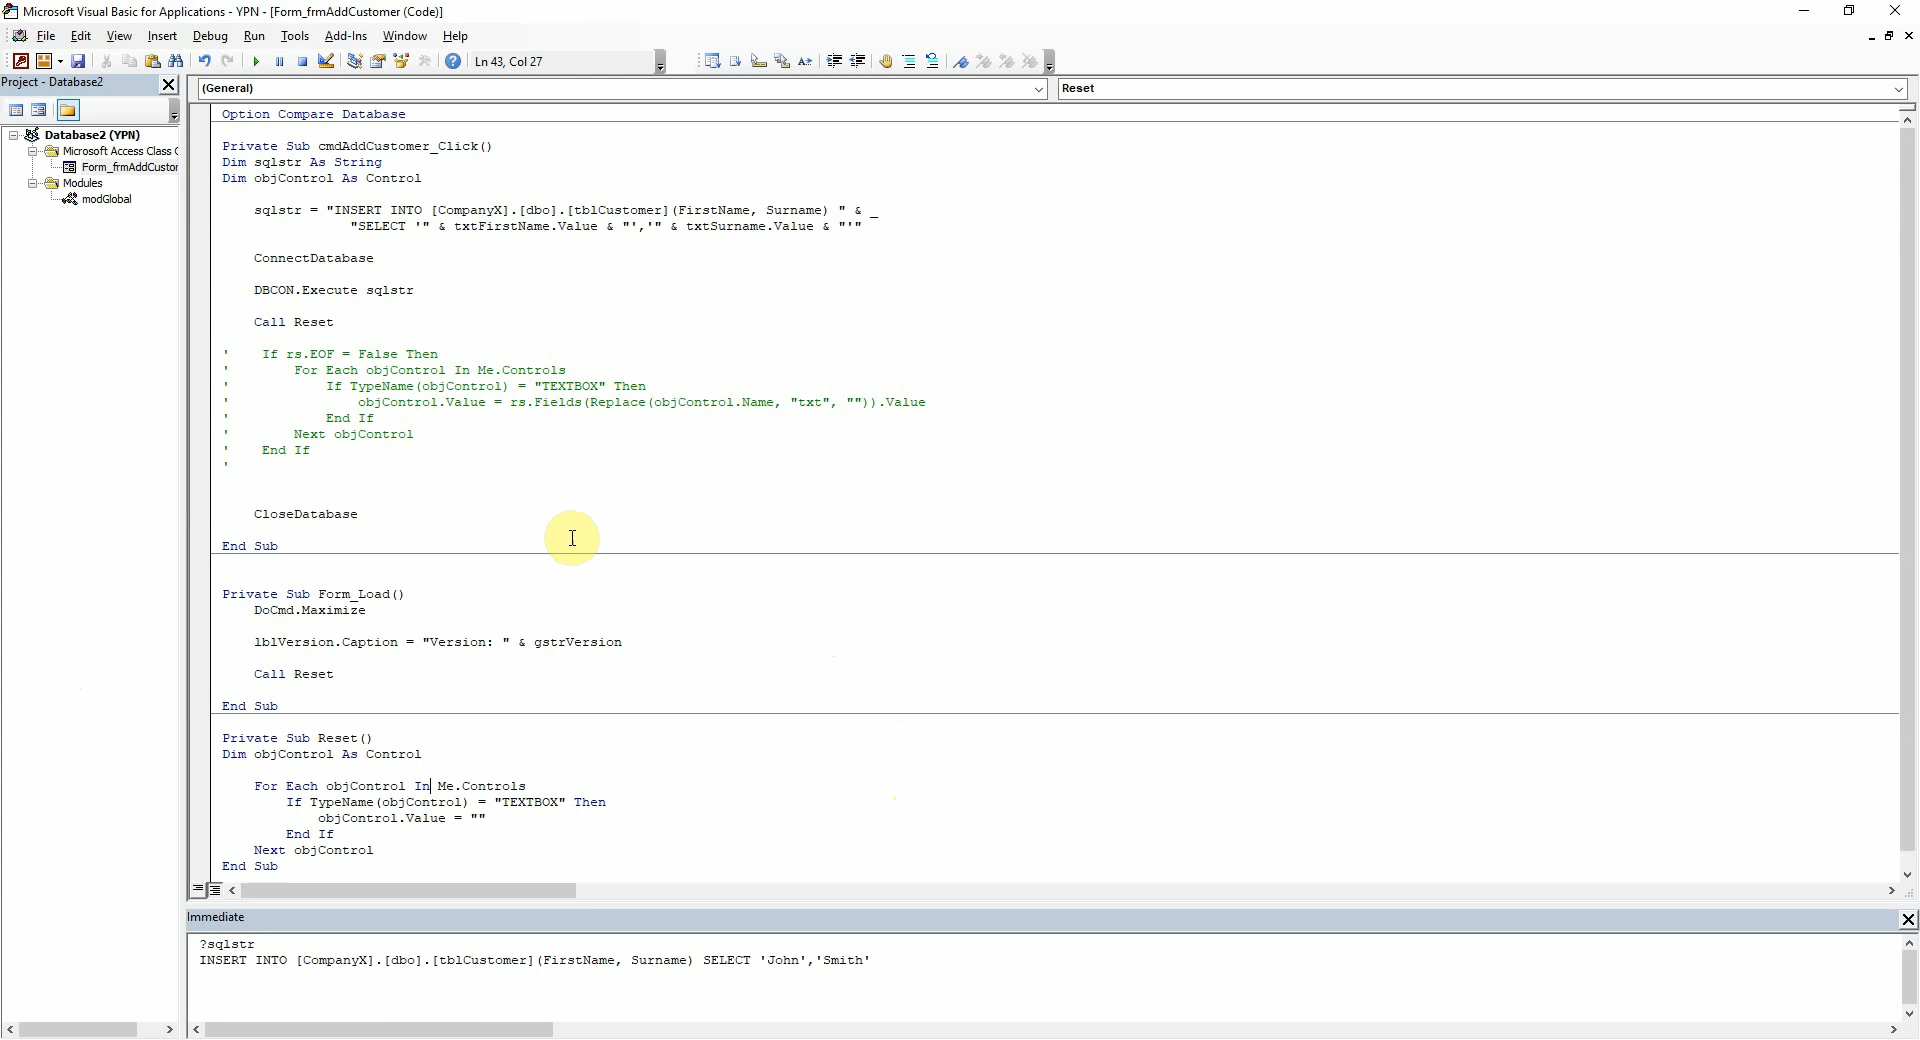 Microsoft Visual Basic for Applications - YPN - [Form_frmAddCustomer (Code)]
File Edit View Insert Debug Run Tools Add-Ins Window Help
Ln 43, Col 27
Project - Database2
(General) Reset
Database2 (YPN)
Microsoft Access Class
Form_frmAddCustor
Modules
modGlobal
Option Compare Database
Private Sub cmdAddCustomer_Click()
Dim sqlstr As String
Dim objControl As Control
sqlstr = "INSERT INTO [CompanyX].[dbo].[tblCustomer](FirstName, Surname) " & _
"SELECT '" & txtFirstName.Value & "','" & txtSurname.Value & "'"
ConnectDatabase
DBCON.Execute sqlstr
Call Reset
' If rs.EOF = False Then
' For Each objControl In Me.Controls
' If TypeName(objControl) = "TEXTBOX" Then
' objControl.Value = rs.Fields(Replace(objControl.Name, "txt", "")).Value
' End If
' Next objControl
' End If
'
CloseDatabase
End Sub
Private Sub Form_Load()
DoCmd.Maximize
lblVersion.Caption = "Version: " & gstrVersion
Call Reset
End Sub
Private Sub Reset()
Dim objControl As Control
For Each objControl In Me.Controls
If TypeName(objControl) = "TEXTBOX" Then
objControl.Value = ""
End If
Next objControl
End Sub
Immediate
?sqlstr
INSERT INTO [CompanyX].[dbo].[tblCustomer](FirstName, Surname) SELECT 'John','Smith'